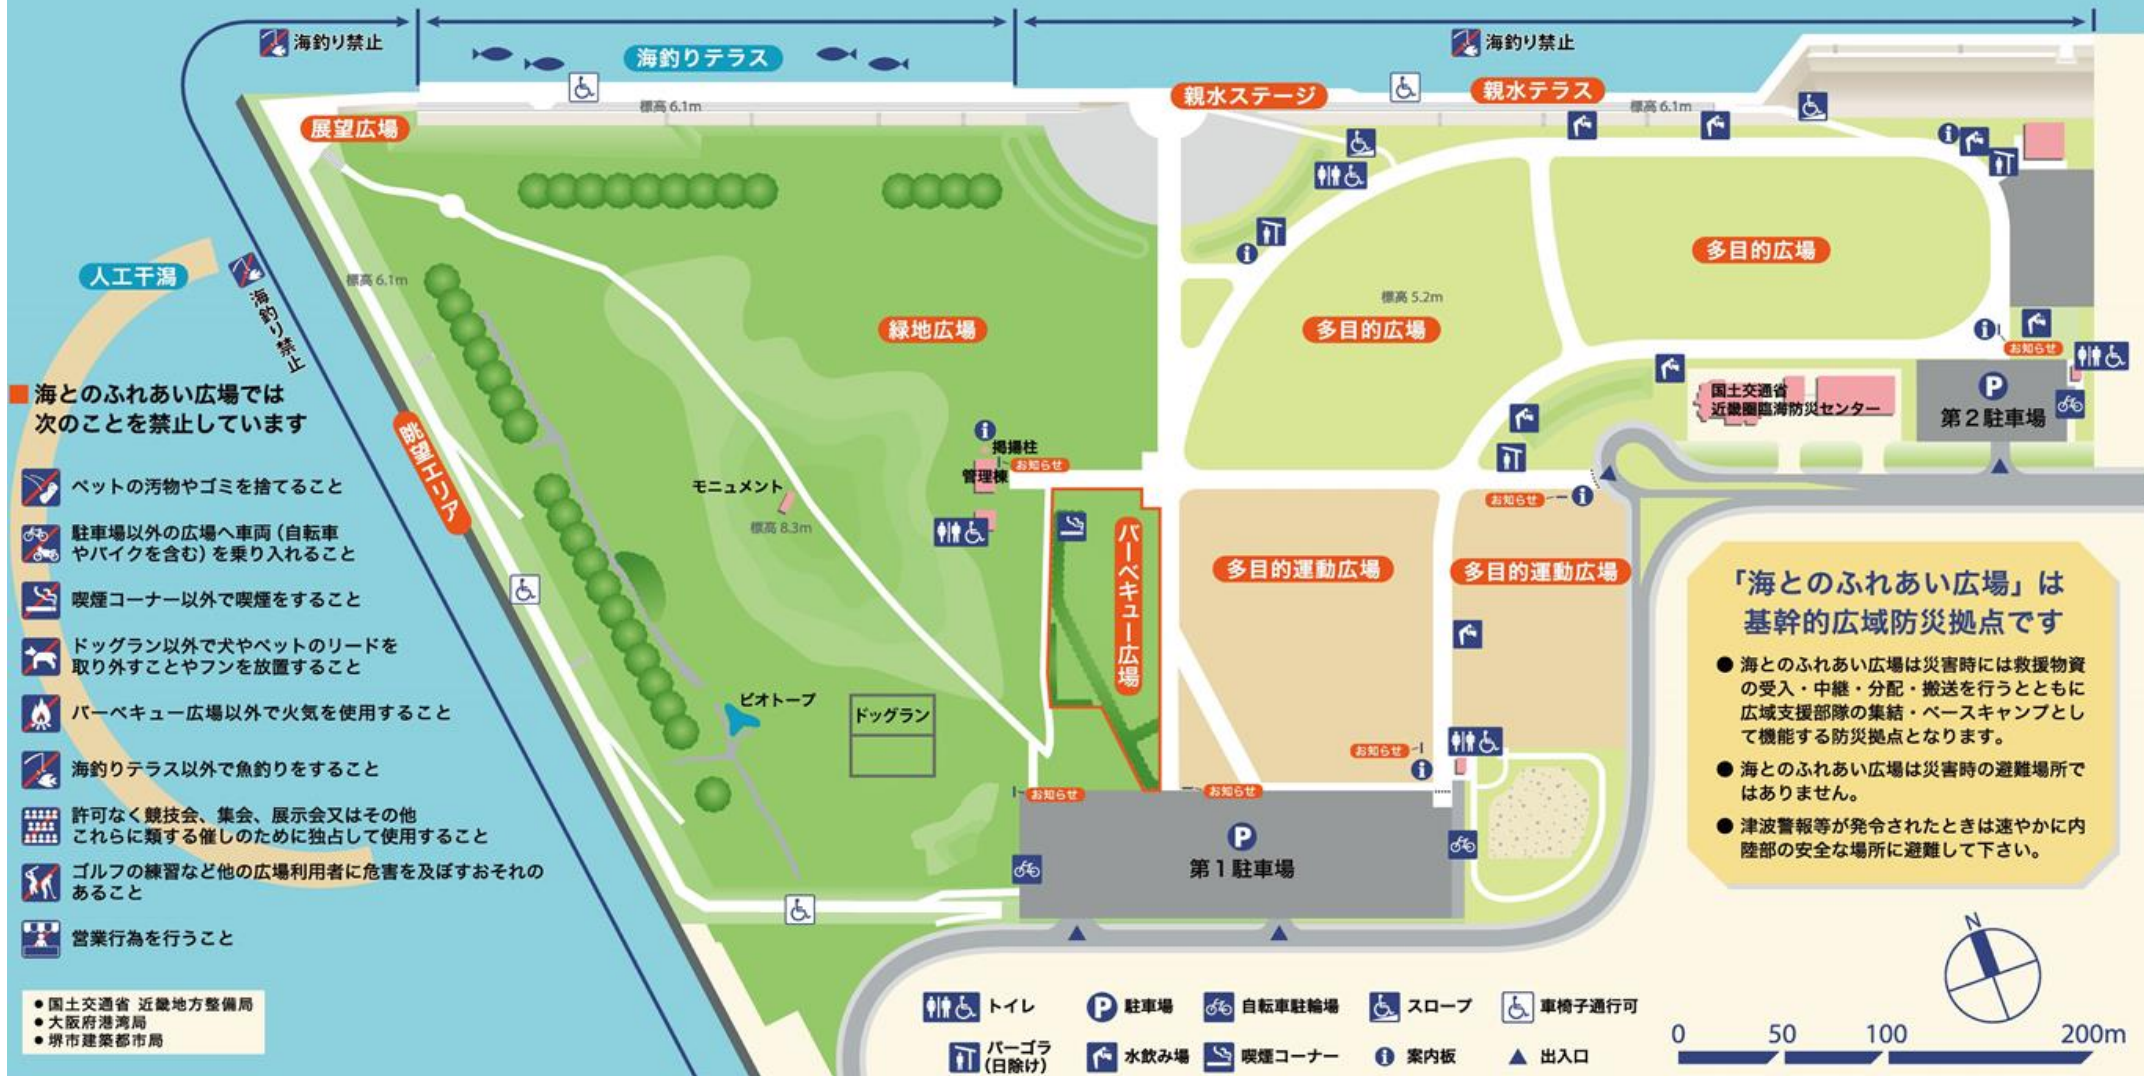 海釣り禁止
海釣りテラス
海釣り禁止
標高 6.1m
親水ステージ
親水テラス
標高 6.1m
展望広場
人工干潟
海釣り禁止
標高 6.1m
緑地広場
多目的広場
標高 5.2m
多目的広場
お知らせ
国土交通省
近畿圏臨海防災センター
P
第2駐車場
眺望エリア
掲揚柱
お知らせ
管理棟
モニュメント
標高 8.3m
お知らせ
バーベキュー広場
多目的運動広場
多目的運動広場
ビオトープ
ドッグラン
お知らせ
お知らせ
お知らせ
P
第1駐車場
海とのふれあい広場では
次のことを禁止しています
ペットの汚物やゴミを捨てること
駐車場以外の広場へ車両（自転車
やバイクを含む）を乗り入れること
喫煙コーナー以外で喫煙をすること
ドッグラン以外で犬やペットのリードを
取り外すことやフンを放置すること
バーベキュー広場以外で火気を使用すること
海釣りテラス以外で魚釣りをすること
許可なく競技会、集会、展示会又はその他
これらに類する催しのために独占して使用すること
ゴルフの練習など他の広場利用者に危害を及ぼすおそれの
あること
営業行為を行うこと
●国土交通省 近畿地方整備局
●大阪府港湾局
●堺市建築都市局
「海とのふれあい広場」は
基幹的広域防災拠点です
● 海とのふれあい広場は災害時には救援物資
の受入・中継・分配・搬送を行うとともに
広域支援部隊の集結・ベースキャンプとし
て機能する防災拠点となります。
● 海とのふれあい広場は災害時の避難場所で
はありません。
● 津波警報等が発令されたときは速やかに内
陸部の安全な場所に避難して下さい。
トイレ
P 駐車場
自転車駐輪場
スロープ
車椅子通行可
パーゴラ
(日除け)
水飲み場
喫煙コーナー
i 案内板
▲ 出入口
N
0 50 100 200m